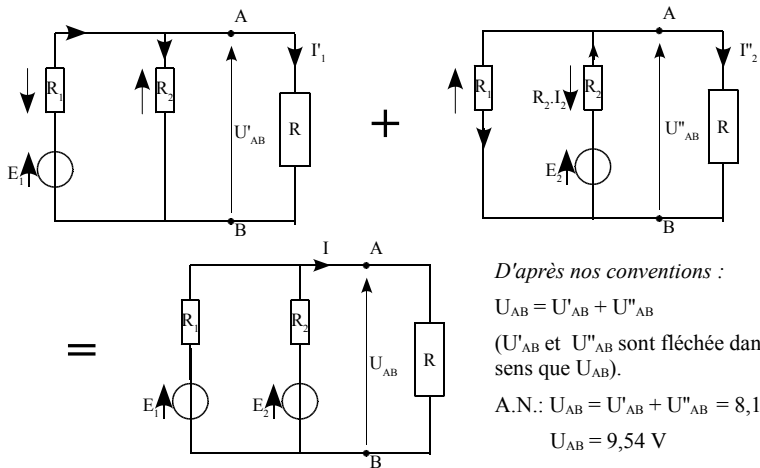 A
I'₁
R₁
R₂
U'AB
R
E₁
B
+
A
I"₂
R₁
R₂.I₂
R₂
U"AB
R
E₂
B
=
I
A
R₁
R₂
UAB
R
E₁
E₂
B
D'après nos conventions :
UAB = U'AB + U"AB
(U'AB et U"AB sont fléchée dan
sens que UAB).
A.N.: UAB = U'AB + U"AB = 8,1
UAB = 9,54 V